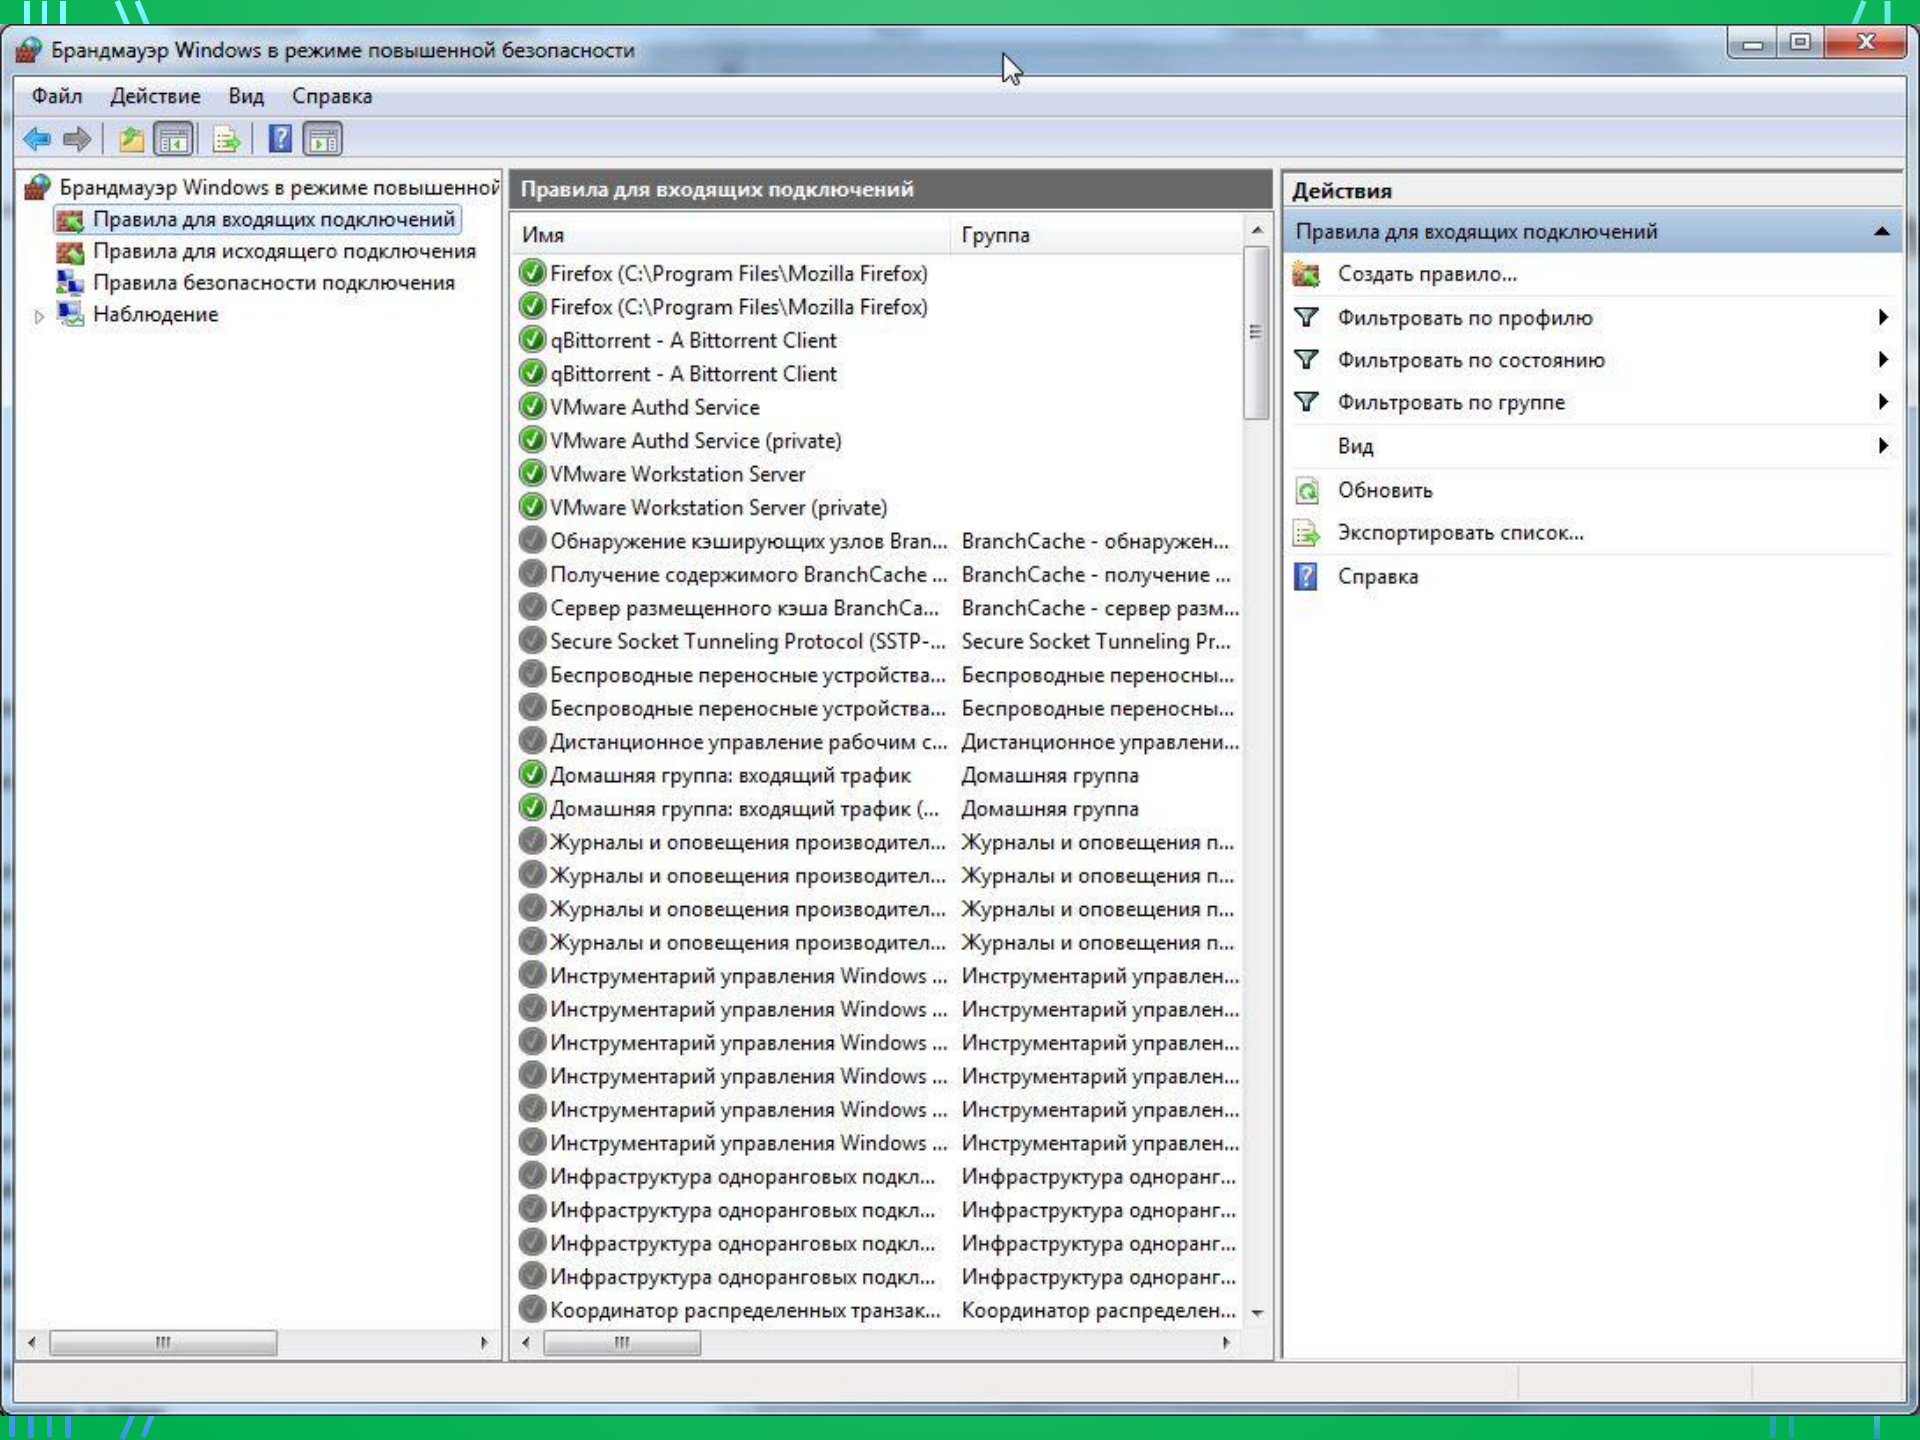 Брандмауэр Windows в режиме повышенной безопасности
Файл Действие Вид Справка
Брандмауэр Windows в режиме повышенной
Правила для входящих подключений
Правила для исходящего подключения
Правила безопасности подключения
Наблюдение
Правила для входящих подключений
Имя Группа
Firefox (C:\Program Files\Mozilla Firefox)
Firefox (C:\Program Files\Mozilla Firefox)
qBittorrent - A Bittorrent Client
qBittorrent - A Bittorrent Client
VMware Authd Service
VMware Authd Service (private)
VMware Workstation Server
VMware Workstation Server (private)
Обнаружение кэширующих узлов Bran... BranchCache - обнаружен...
Получение содержимого BranchCache ... BranchCache - получение ...
Сервер размещенного кэша BranchCa... BranchCache - сервер разм...
Secure Socket Tunneling Protocol (SSTP-... Secure Socket Tunneling Pr...
Беспроводные переносные устройства... Беспроводные переносны...
Беспроводные переносные устройства... Беспроводные переносны...
Дистанционное управление рабочим с... Дистанционное управлени...
Домашняя группа: входящий трафик Домашняя группа
Домашняя группа: входящий трафик (... Домашняя группа
Журналы и оповещения производител... Журналы и оповещения п...
Журналы и оповещения производител... Журналы и оповещения п...
Журналы и оповещения производител... Журналы и оповещения п...
Журналы и оповещения производител... Журналы и оповещения п...
Инструментарий управления Windows ... Инструментарий управлен...
Инструментарий управления Windows ... Инструментарий управлен...
Инструментарий управления Windows ... Инструментарий управлен...
Инструментарий управления Windows ... Инструментарий управлен...
Инструментарий управления Windows ... Инструментарий управлен...
Инструментарий управления Windows ... Инструментарий управлен...
Инфраструктура одноранговых подкл... Инфраструктура одноранг...
Инфраструктура одноранговых подкл... Инфраструктура одноранг...
Инфраструктура одноранговых подкл... Инфраструктура одноранг...
Инфраструктура одноранговых подкл... Инфраструктура одноранг...
Координатор распределенных транзак... Координатор распределен...
Действия
Правила для входящих подключений
Создать правило...
Фильтровать по профилю
Фильтровать по состоянию
Фильтровать по группе
Вид
Обновить
Экспортировать список...
Справка